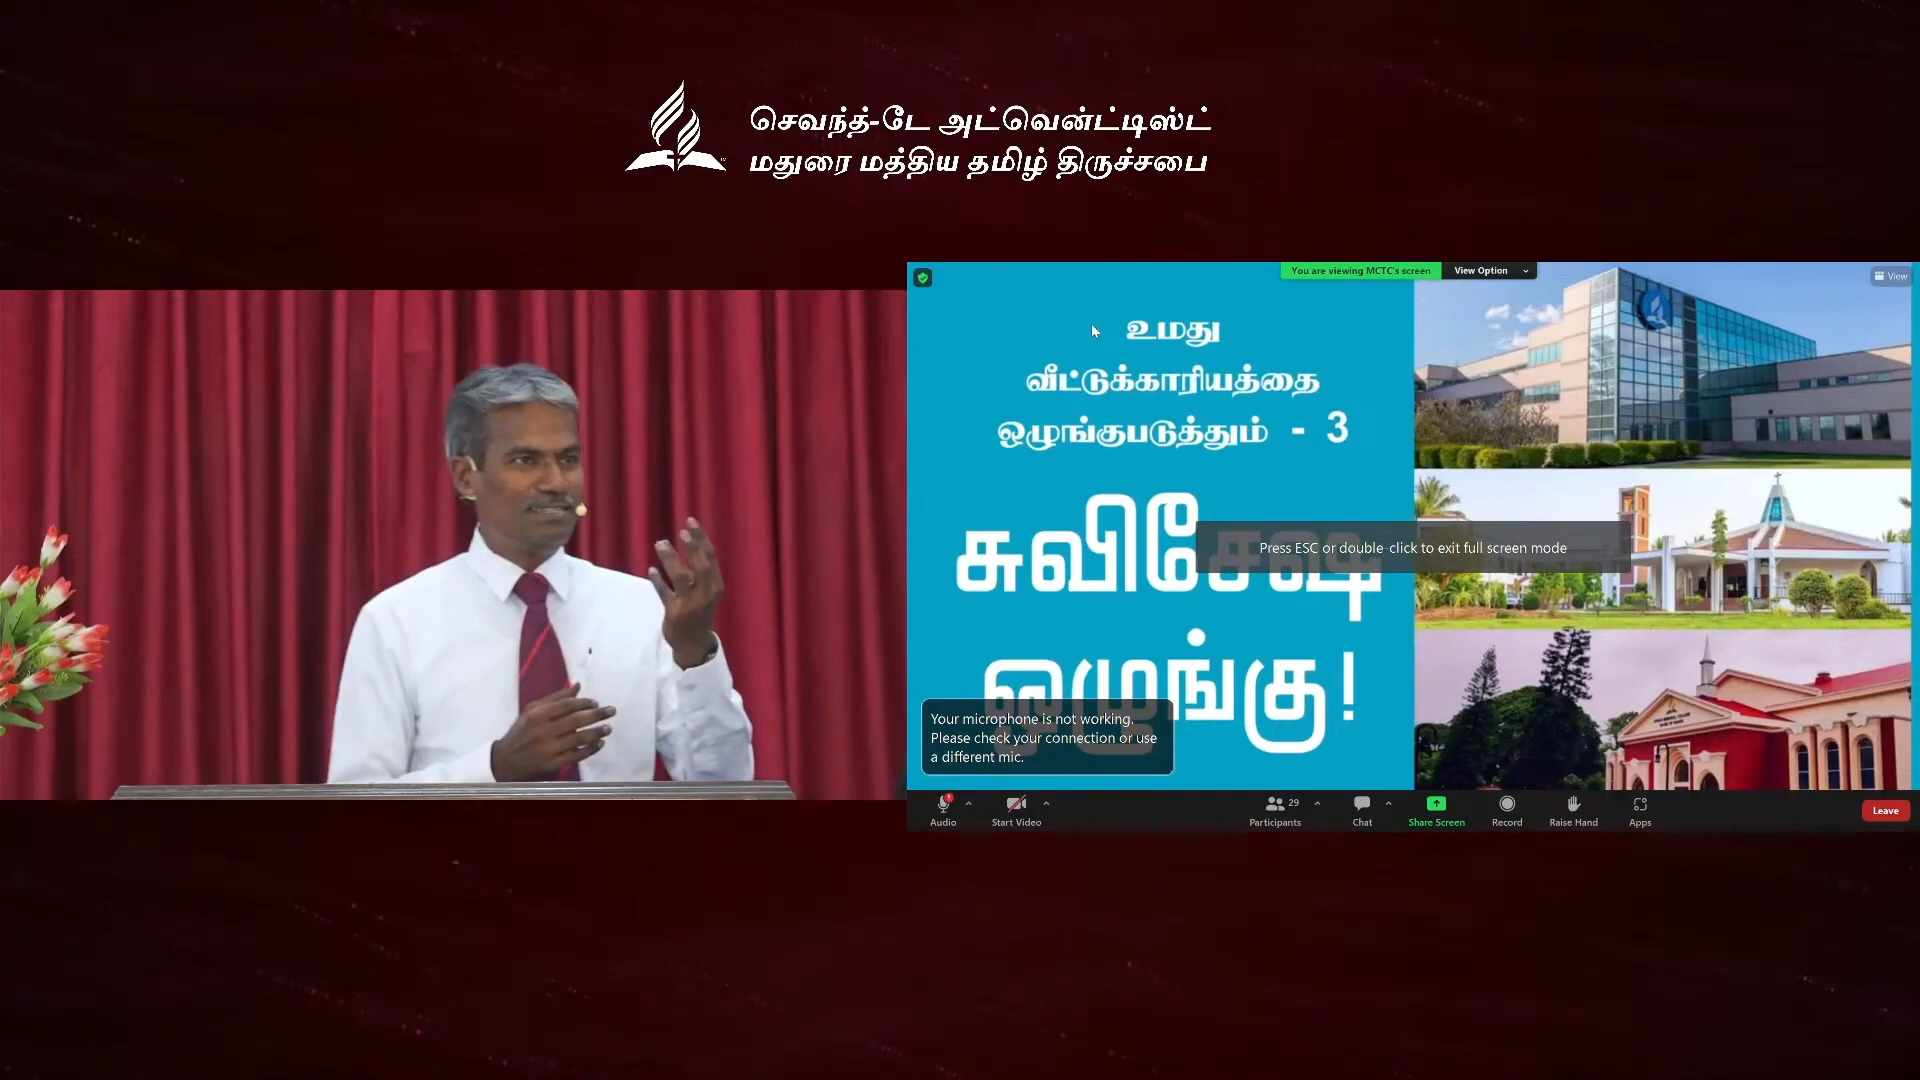 செவந்த்-டே அட்வென்ட்டிஸ்ட்
மதுரை மத்திய தமிழ் திருச்சபை
You are viewing MCTC's screen
View Option
View
உமது
வீட்டுக்காரியத்தை
ஒழுங்குபடுத்தும் - 3
சுவிசேஷ
ஒழுங்கு!
Press ESC or double-click to exit full screen mode
Your microphone is not working.
Please check your connection or use
a different mic.
Audio
Start Video
29
Participants
Chat
Share Screen
Record
Raise Hand
Apps
Leave